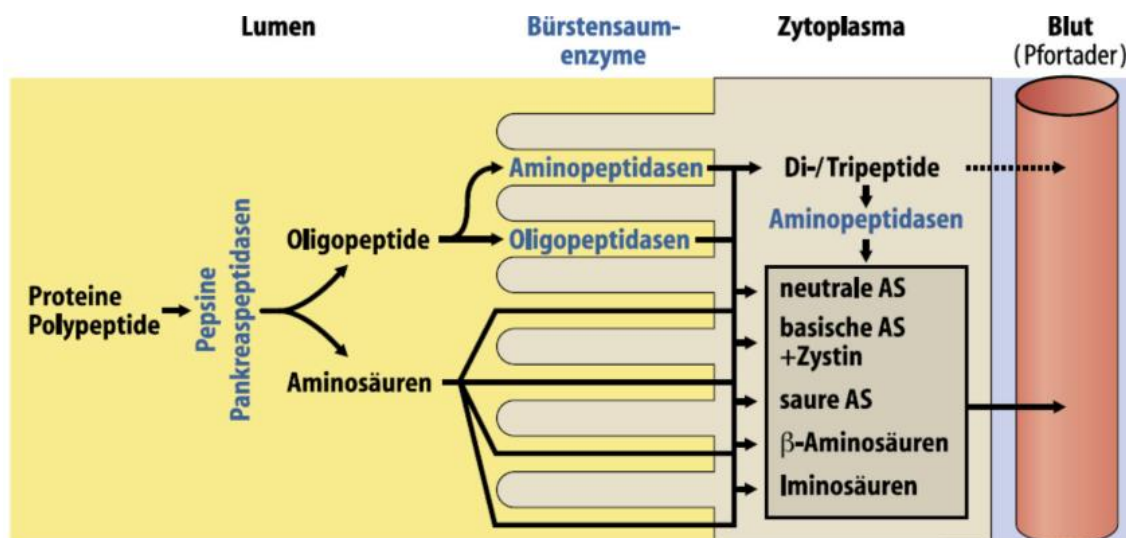 Lumen
Bürstensaum-
enzyme
Zytoplasma
Blut
(Pfortader)
Proteine
Polypeptide
Pepsine
Pankreaspeptidasen
Oligopeptide
Aminosäuren
Aminopeptidasen
Oligopeptidasen
Di-/Tripeptide
Aminopeptidasen
neutrale AS
basische AS
+Zystin
saure AS
β-Aminosäuren
Iminosäuren